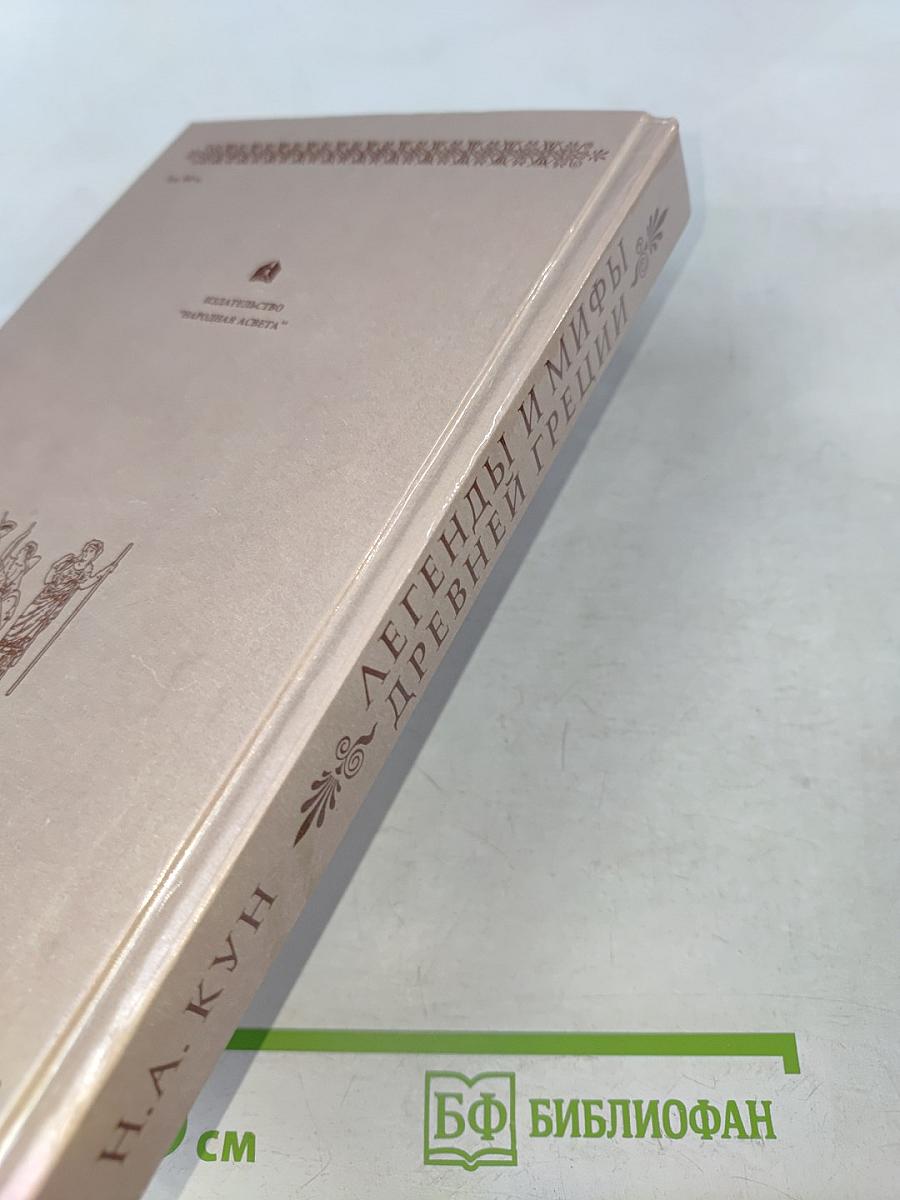 ИЗДАТЕЛЬСТВО
"НАРОДНАЯ АСВЕТА"
Н.А. КУН
ЛЕГЕНДЫ И МИФЫ
ДРЕВНЕЙ ГРЕЦИИ
см
БФ БИБЛИОФАН